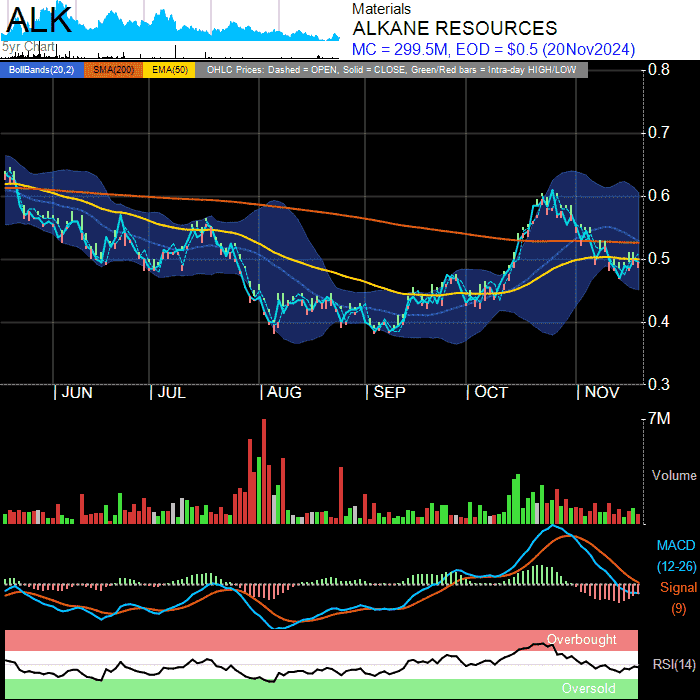 ALK
5yr Chart
Materials
ALKANE RESOURCES
MC = 299.5M, EOD = $0.5 (20Nov2024)
BollBands(20,2) SMA(200) EMA(50) OHLC Prices: Dashed = OPEN, Solid = CLOSE, Green/Red bars = Intra-day HIGH/LOW
0.8
0.7
0.6
0.5
0.4
0.3
JUN JUL AUG SEP OCT NOV
7M
Volume
MACD
(12-26)
Signal
(9)
Overbought
RSI(14)
Oversold